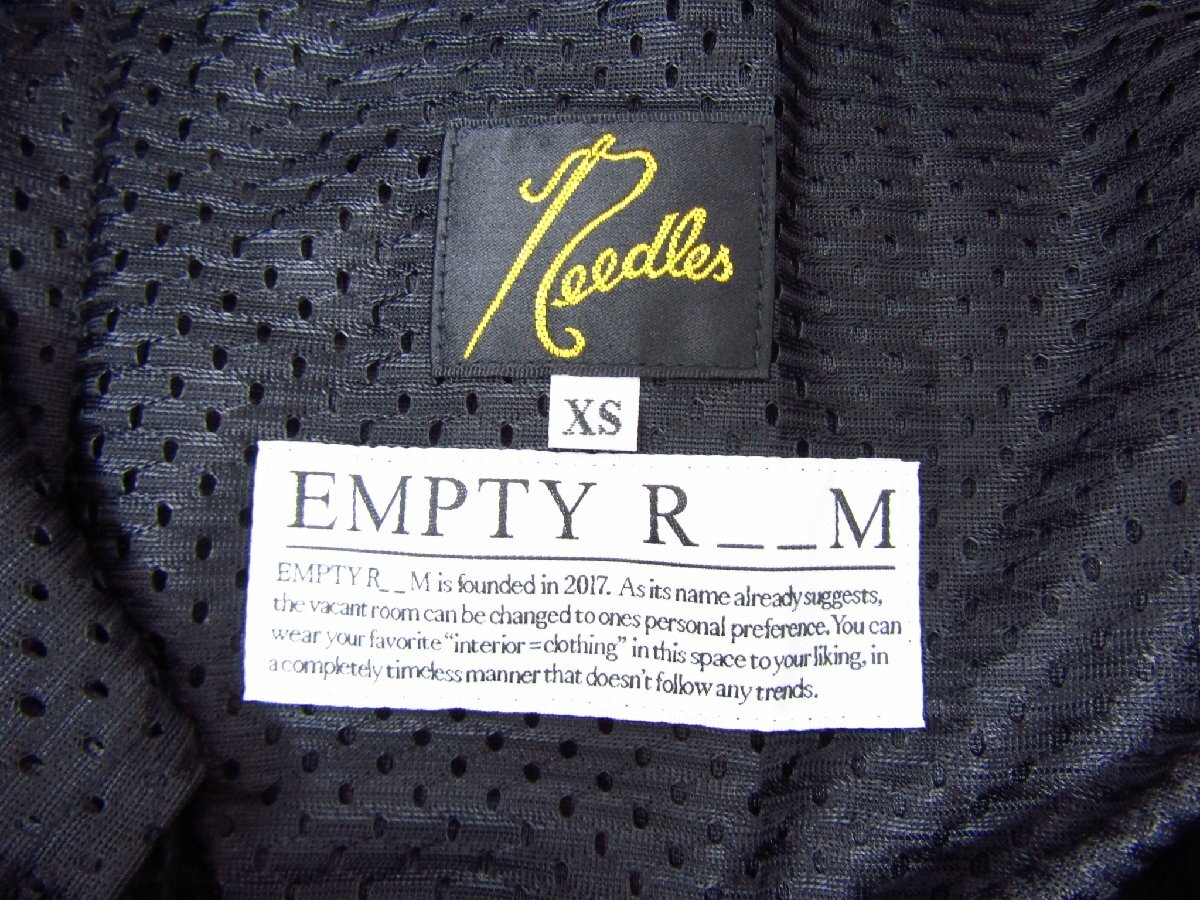 Needles
XS
EMPTY R__M
EMPTY R__M is founded in 2017. As its name already suggests,
the vacant room can be changed to ones personal preference. You can
wear your favorite "interior=clothing" in this space to your liking, in
a completely timeless manner that doesn't follow any trends.